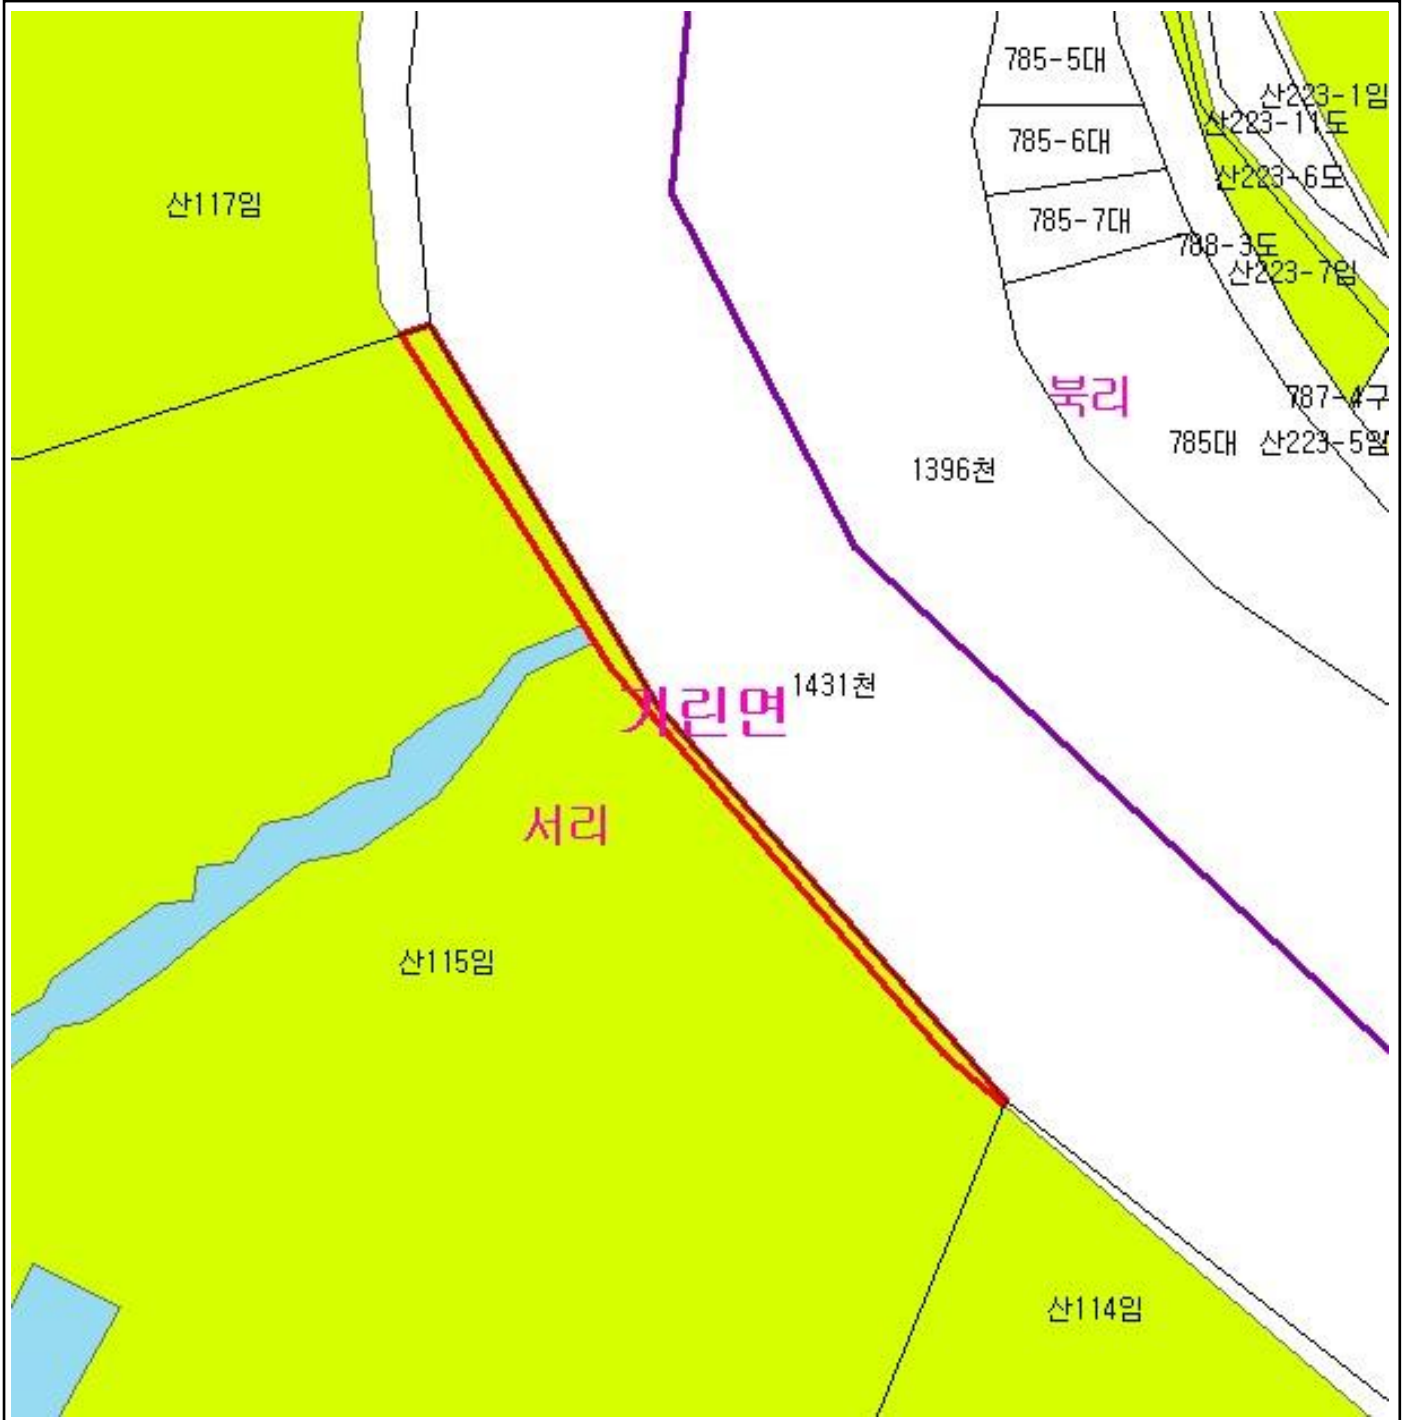 785-5대
산223-1임
산223-11도
785-6대
산223-6도
산117임
785-7대
788-3도
산223-7임
북리
787-4구
785대
산223-5임
1396천
1431천
기린면
서리
산115임
산114임